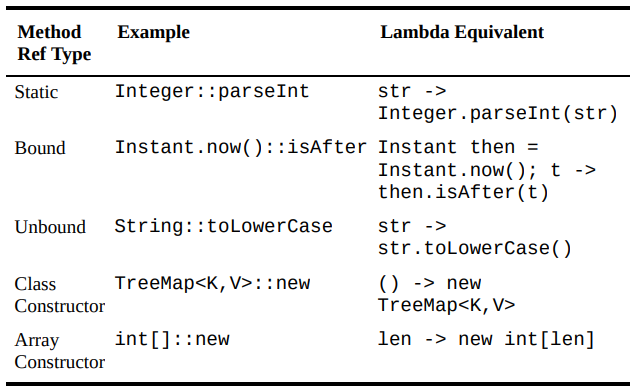 Method Example Lambda Equivalent
Ref Type
Static Integer::parseInt str ->
Integer.parseInt(str)
Bound Instant.now()::isAfter Instant then =
Instant.now(); t ->
then.isAfter(t)
Unbound String::toLowerCase str ->
str.toLowerCase()
Class TreeMap<K,V>::new () -> new
Constructor TreeMap<K,V>
Array int[]::new len -> new int[len]
Constructor